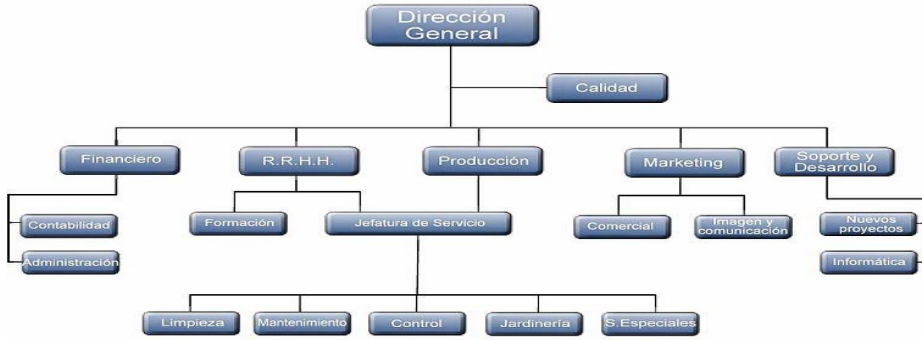 Dirección
General
Calidad
Financiero
R.R.H.H.
Producción
Marketing
Soporte y
Desarrollo
Contabilidad
Formación
Jefatura de Servicio
Comercial
Imagen y
comunicación
Nuevos
proyectos
Administración
Informática
Limpieza
Mantenimiento
Control
Jardinería
S.Especiales